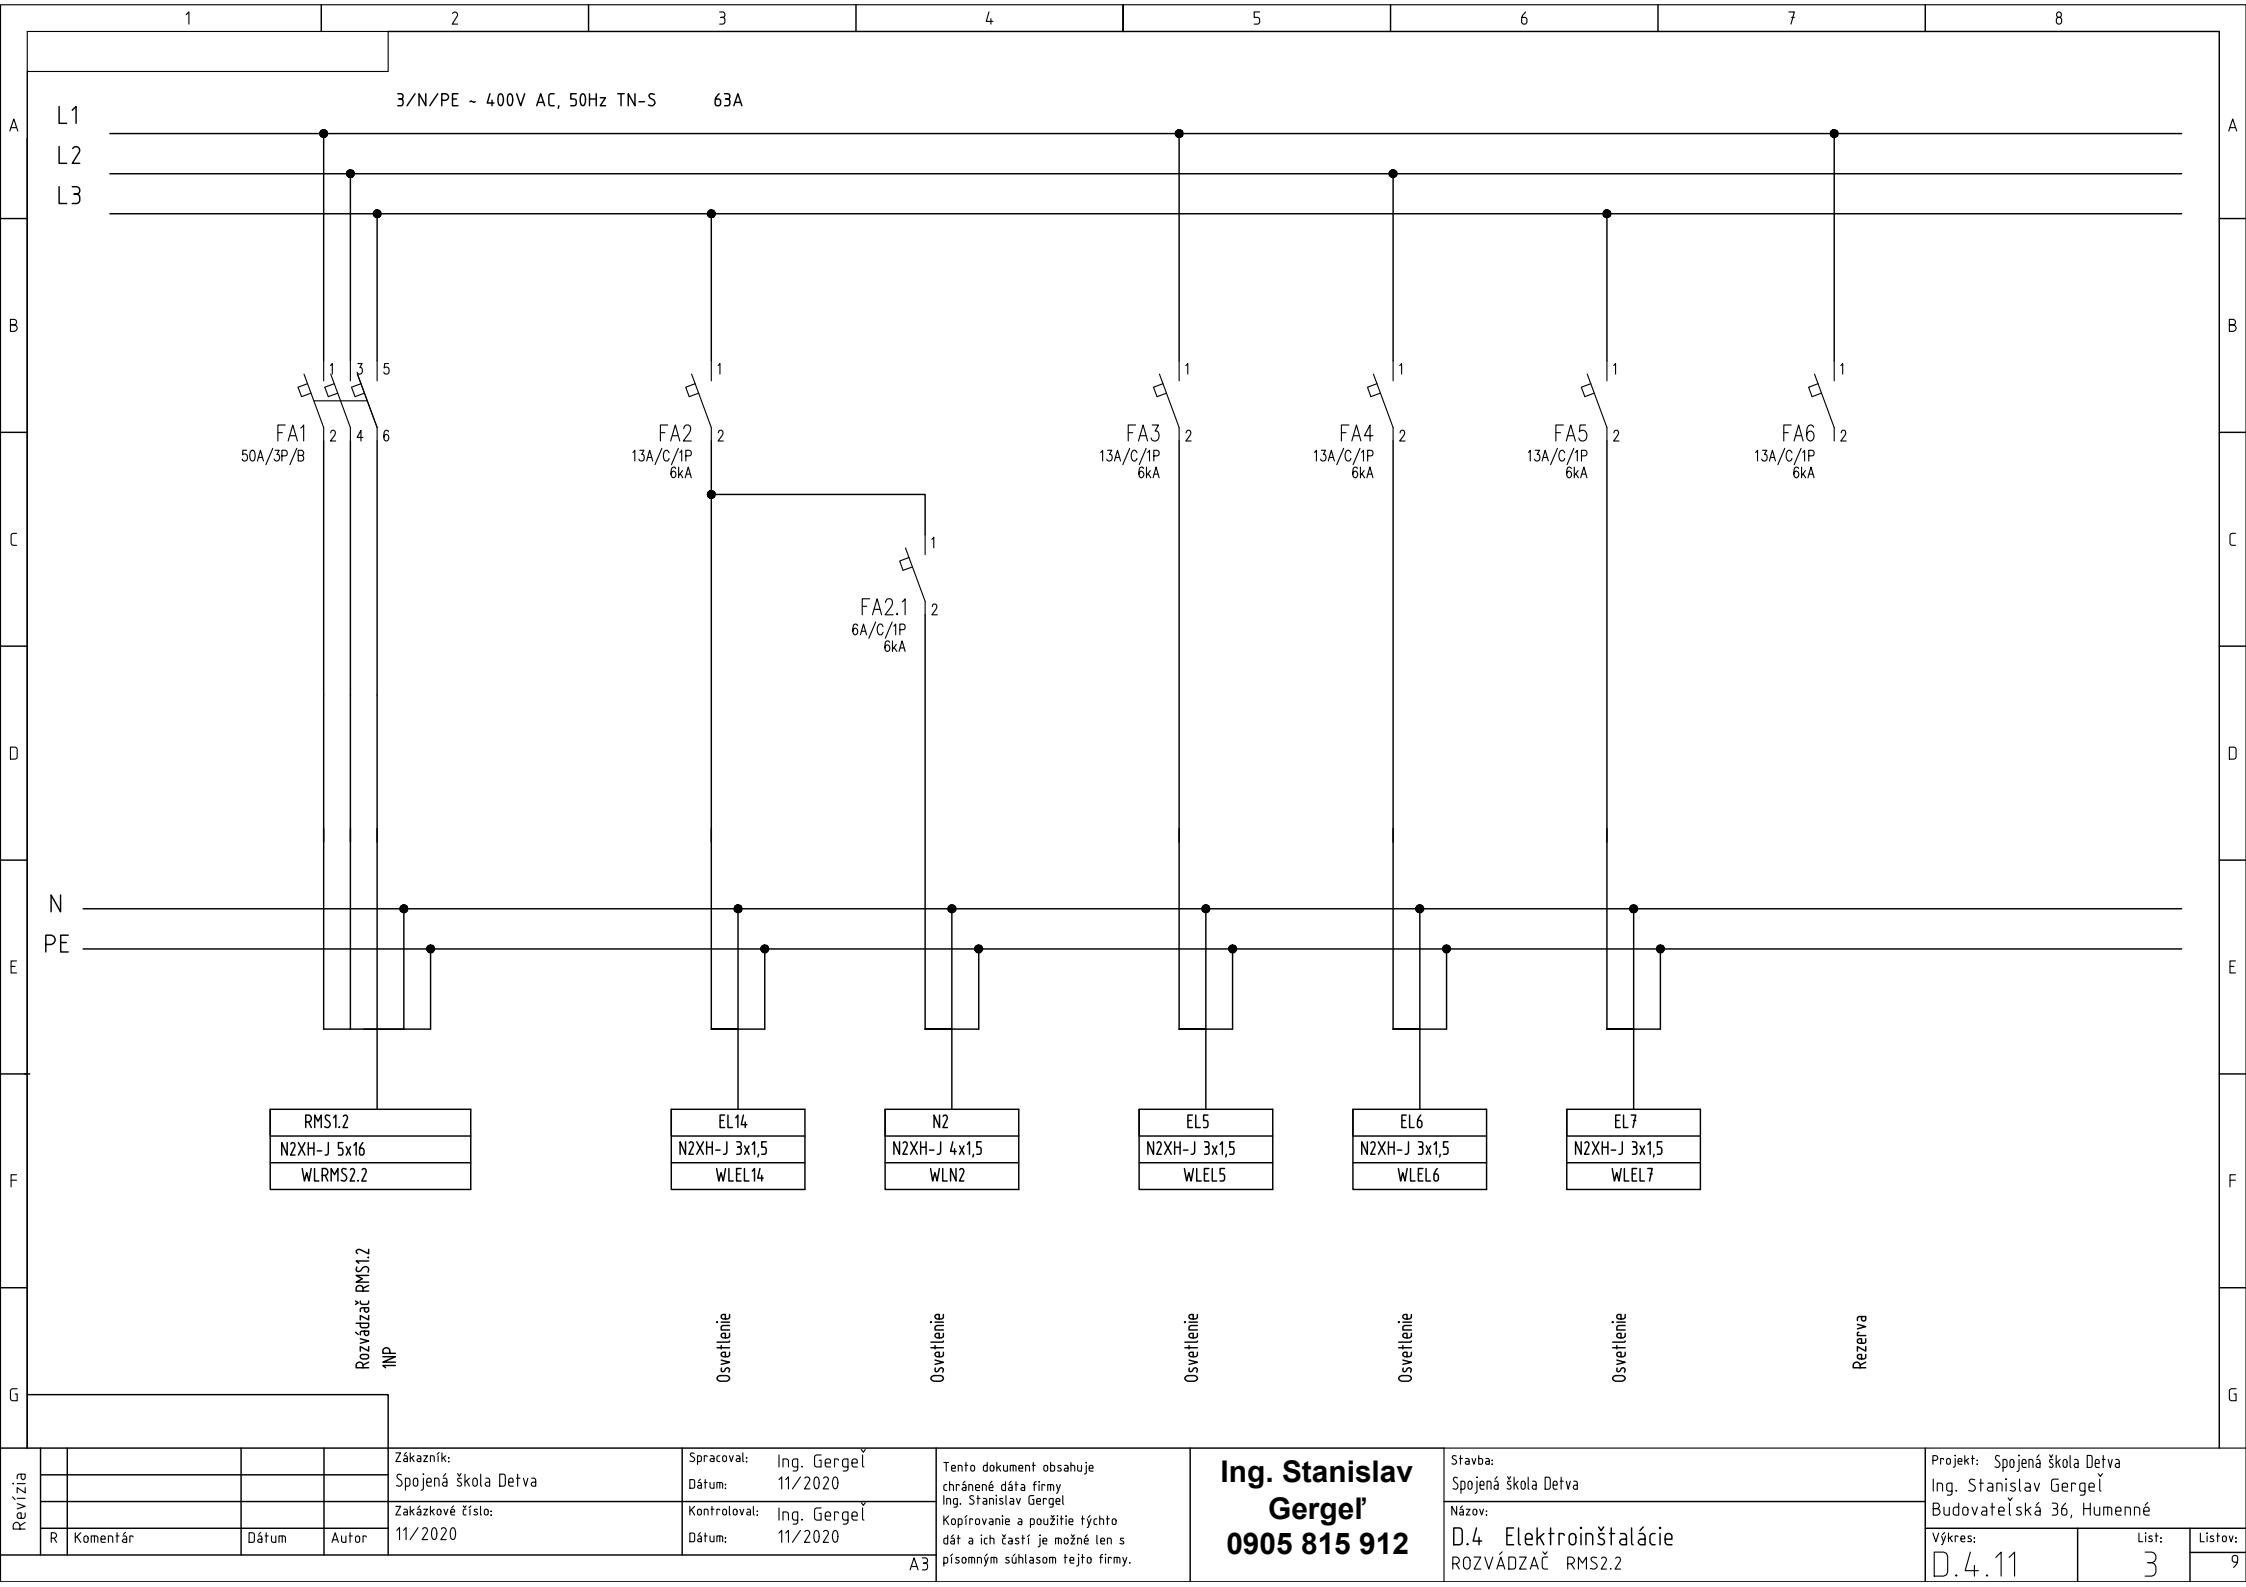 1 2 3 4 5 6 7 8
3/N/PE ~ 400V AC, 50Hz TN-S 63A
A L1 A
L2
L3
B B
1 3 5 1 1 1 1 1
FA1 2 4 6 FA2 2 FA3 2 FA4 2 FA5 2 FA6 2
50A/3P/B 13A/C/1P 13A/C/1P 13A/C/1P 13A/C/1P 13A/C/1P
6kA 6kA 6kA 6kA 6kA
C 1 C
FA2.1 2
6A/C/1P
6kA
D D
N
PE
E E
RMS1.2 EL14 N2 EL5 EL6 EL7
N2XH-J 5x16 N2XH-J 3x1,5 N2XH-J 4x1,5 N2XH-J 3x1,5 N2XH-J 3x1,5 N2XH-J 3x1,5
WLRMS2.2 WLEL14 WLN2 WLEL5 WLEL6 WLEL7
F F
Rozvádzač RMS1.2
1NP
Osvetlenie
Osvetlenie
Osvetlenie
Osvetlenie
Osvetlenie
Rezerva
G G
Revízia
R Komentár Dátum Autor
Zákazník:
Spojená škola Detva
Zakázkové číslo:
11/2020
Spracoval: Ing. Gergeľ
Dátum: 11/2020
Kontroloval: Ing. Gergeľ
Dátum: 11/2020
A3
Tento dokument obsahuje
chránené dáta firmy
Ing. Stanislav Gergel
Kopírovanie a použitie týchto
dát a ich častí je možné len s
písomným súhlasom tejto firmy.
Ing. Stanislav
Gergeľ
0905 815 912
Stavba:
Spojená škola Detva
Názov:
D.4 Elektroinštalácie
ROZVÁDZAČ RMS2.2
Projekt: Spojená škola Detva
Ing. Stanislav Gergeľ
Budovateľská 36, Humenné
Výkres: List: Listov:
D.4.11 3 9